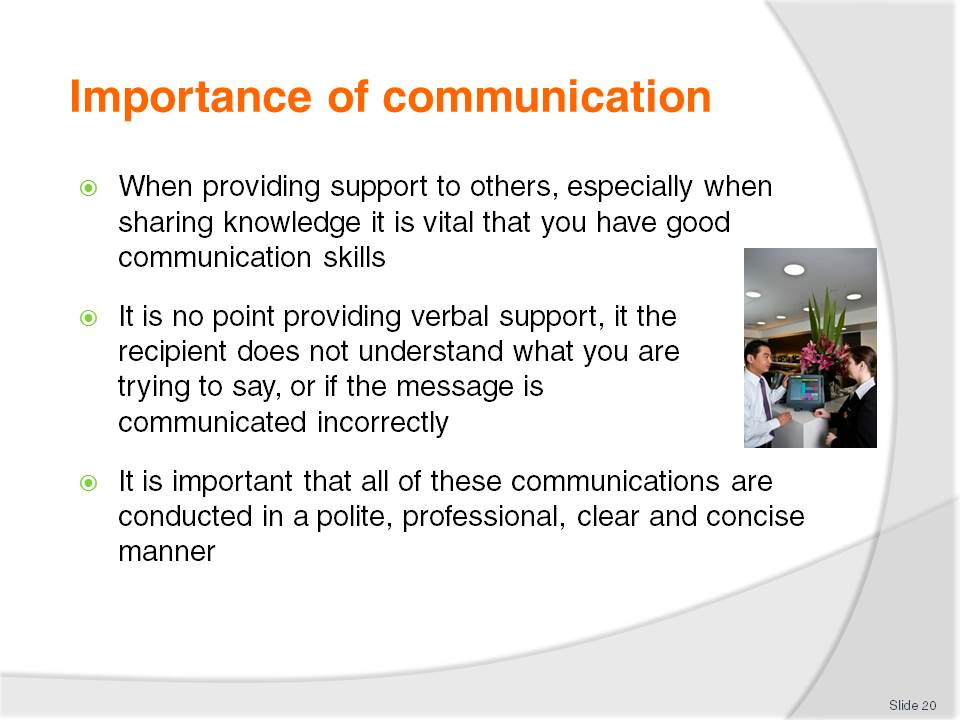 Importance of communication
When providing support to others, especially when
sharing knowledge it is vital that you have good
communication skills
It is no point providing verbal support, it the
recipient does not understand what you are
trying to say, or if the message is
communicated incorrectly
It is important that all of these communications are
conducted in a polite, professional, clear and concise
manner
Slide 20